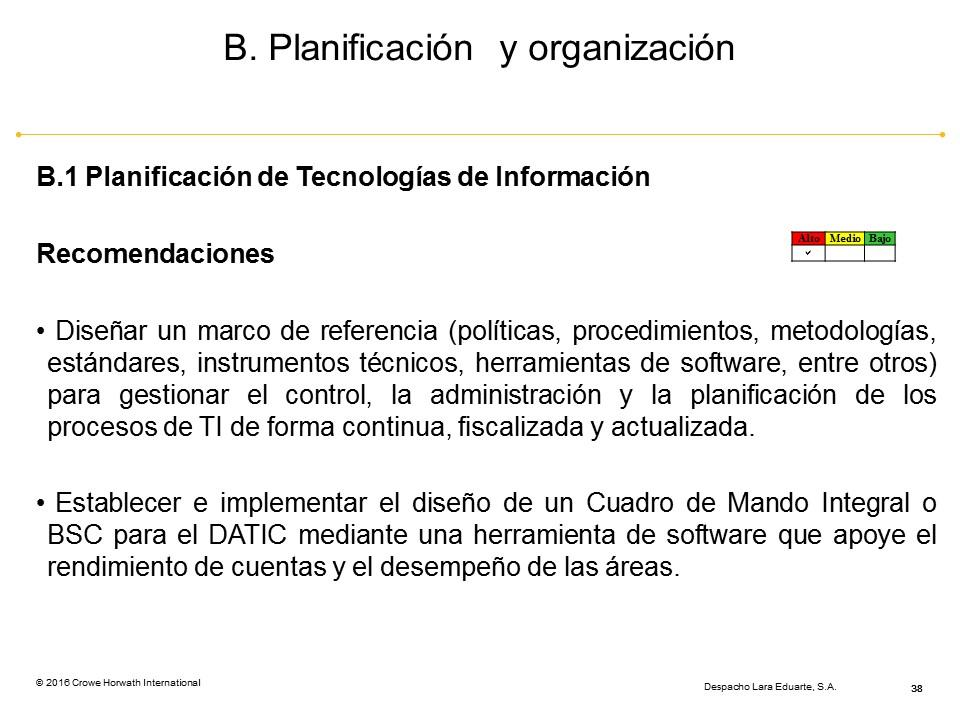 B. Planificación y organización
B.1 Planificación de Tecnologías de Información
Recomendaciones
Alto Medio Bajo
✓
• Diseñar un marco de referencia (políticas, procedimientos, metodologías,
estándares, instrumentos técnicos, herramientas de software, entre otros)
para gestionar el control, la administración y la planificación de los
procesos de TI de forma continua, fiscalizada y actualizada.
• Establecer e implementar el diseño de un Cuadro de Mando Integral o
BSC para el DATIC mediante una herramienta de software que apoye el
rendimiento de cuentas y el desempeño de las áreas.
© 2016 Crowe Horwath International
Despacho Lara Eduarte, S.A.
38